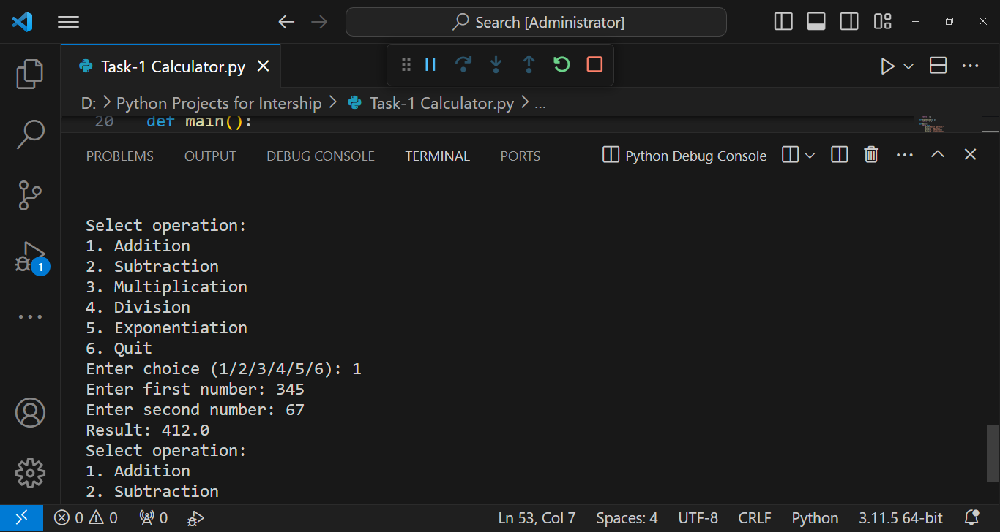 Search [Administrator]
Task-1 Calculator.py
D: > Python Projects for Intership > Task-1 Calculator.py > ...
20 def main():
PROBLEMS OUTPUT DEBUG CONSOLE TERMINAL PORTS Python Debug Console
Select operation:
1. Addition
2. Subtraction
3. Multiplication
4. Division
5. Exponentiation
6. Quit
Enter choice (1/2/3/4/5/6): 1
Enter first number: 345
Enter second number: 67
Result: 412.0
Select operation:
1. Addition
2. Subtraction
1
0 0 0 Ln 53, Col 7 Spaces: 4 UTF-8 CRLF Python 3.11.5 64-bit